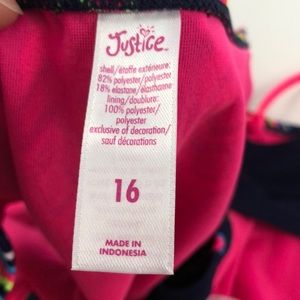 Justice
shell/étoffe extérieure:
82% polyester/polyester
18% elastane/élasthanne
lining/doublure:
100% polyester/
polyester
exclusive of decoration/
sauf décorations
16
MADE IN
INDONESIA